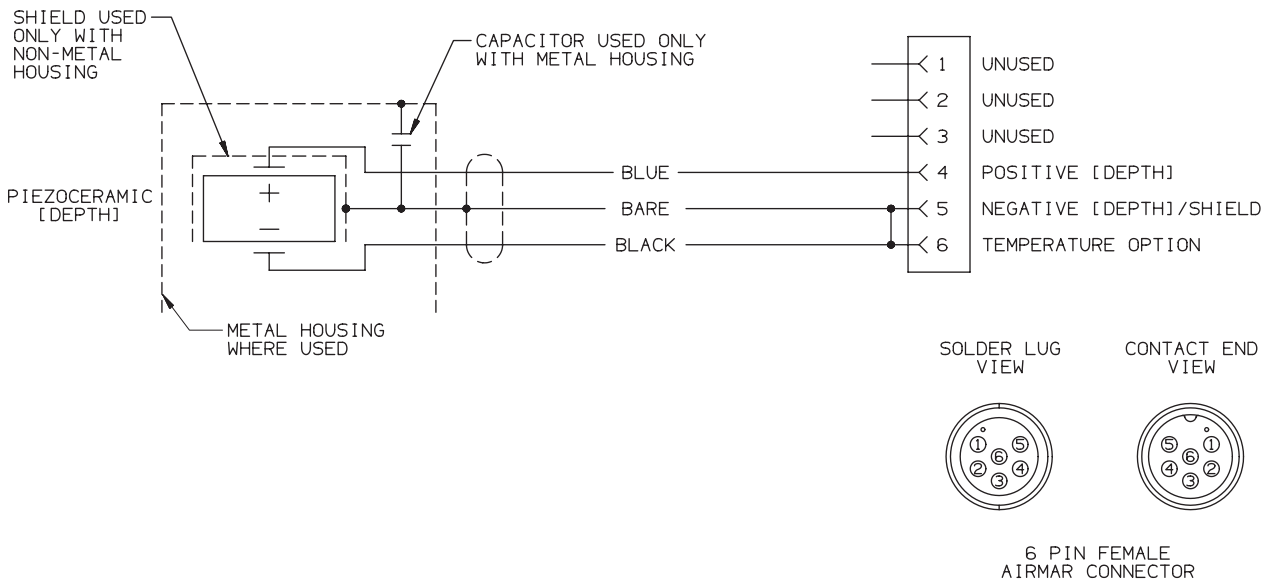 SHIELD USED
ONLY WITH
NON-METAL
HOUSING
CAPACITOR USED ONLY
WITH METAL HOUSING
PIEZOCERAMIC
[DEPTH]
+
−
METAL HOUSING
WHERE USED
BLUE
BARE
BLACK
1 UNUSED
2 UNUSED
3 UNUSED
4 POSITIVE [DEPTH]
5 NEGATIVE [DEPTH]/SHIELD
6 TEMPERATURE OPTION
SOLDER LUG
VIEW
1 5
6
2 4
3
CONTACT END
VIEW
5 1
6
4 2
3
6 PIN FEMALE
AIRMAR CONNECTOR